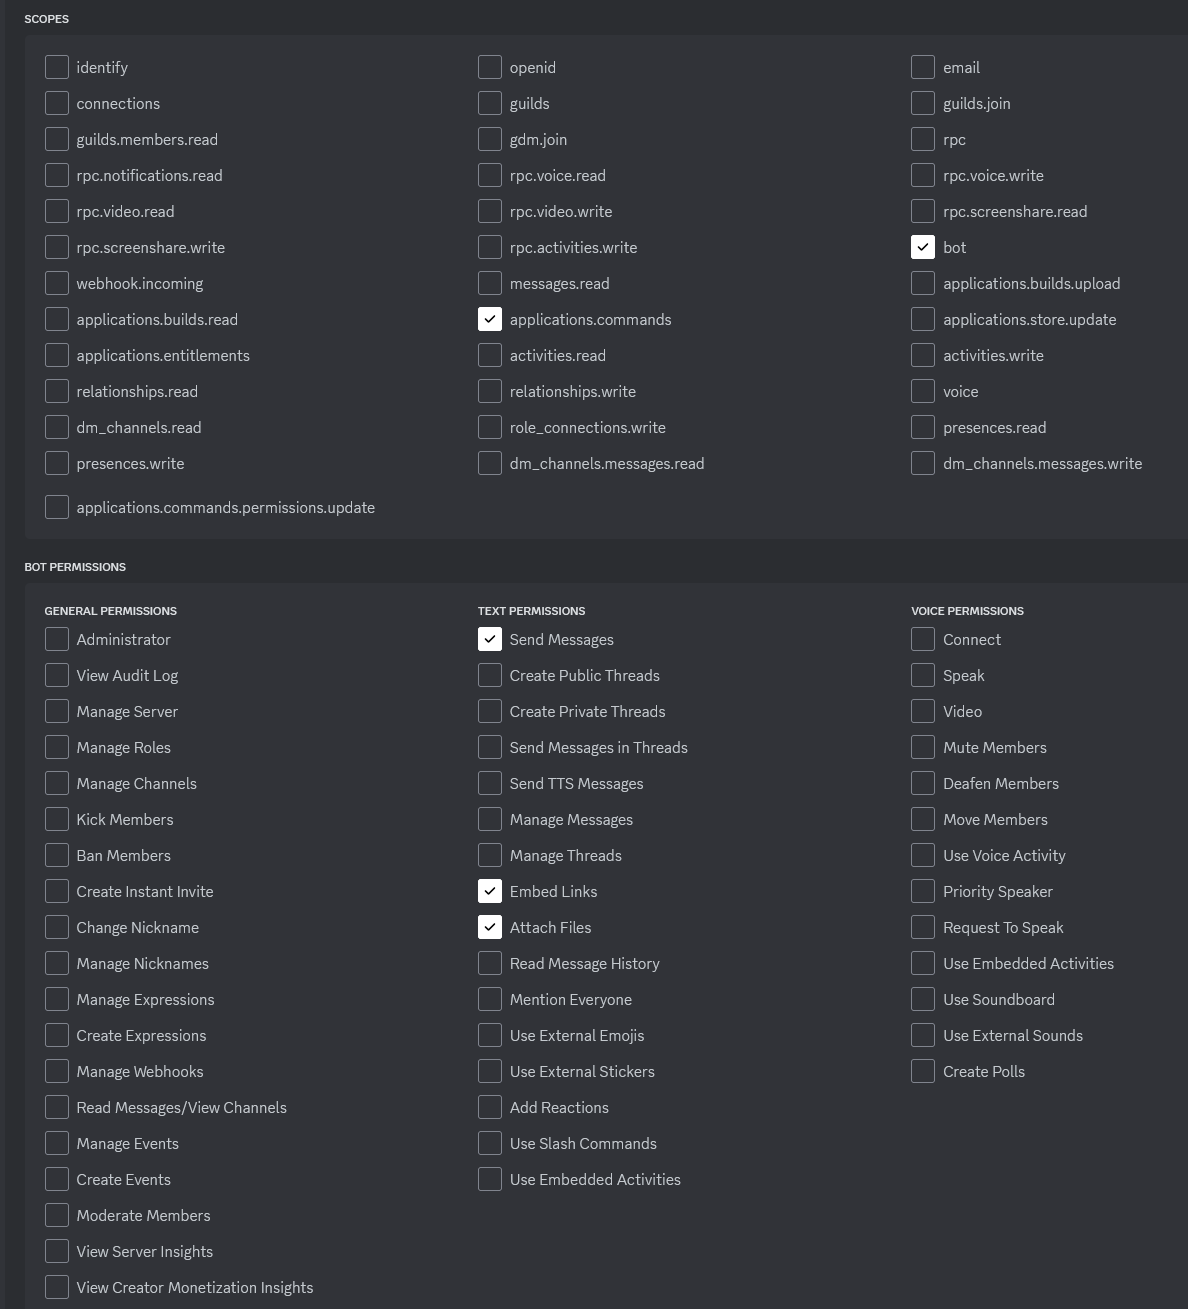 SCOPES
identify
openid
email
connections
guilds
guilds.join
guilds.members.read
gdm.join
rpc
rpc.notifications.read
rpc.voice.read
rpc.voice.write
rpc.video.read
rpc.video.write
rpc.screenshare.read
rpc.screenshare.write
rpc.activities.write
bot
webhook.incoming
messages.read
applications.builds.upload
applications.builds.read
applications.commands
applications.store.update
applications.entitlements
activities.read
activities.write
relationships.read
relationships.write
voice
dm_channels.read
role_connections.write
presences.read
presences.write
dm_channels.messages.read
dm_channels.messages.write
applications.commands.permissions.update
BOT PERMISSIONS
GENERAL PERMISSIONS
Administrator
View Audit Log
Manage Server
Manage Roles
Manage Channels
Kick Members
Ban Members
Create Instant Invite
Change Nickname
Manage Nicknames
Manage Expressions
Create Expressions
Manage Webhooks
Read Messages/View Channels
Manage Events
Create Events
Moderate Members
View Server Insights
View Creator Monetization Insights
TEXT PERMISSIONS
Send Messages
Create Public Threads
Create Private Threads
Send Messages in Threads
Send TTS Messages
Manage Messages
Manage Threads
Embed Links
Attach Files
Read Message History
Mention Everyone
Use External Emojis
Use External Stickers
Add Reactions
Use Slash Commands
Use Embedded Activities
VOICE PERMISSIONS
Connect
Speak
Video
Mute Members
Deafen Members
Move Members
Use Voice Activity
Priority Speaker
Request To Speak
Use Embedded Activities
Use Soundboard
Use External Sounds
Create Polls